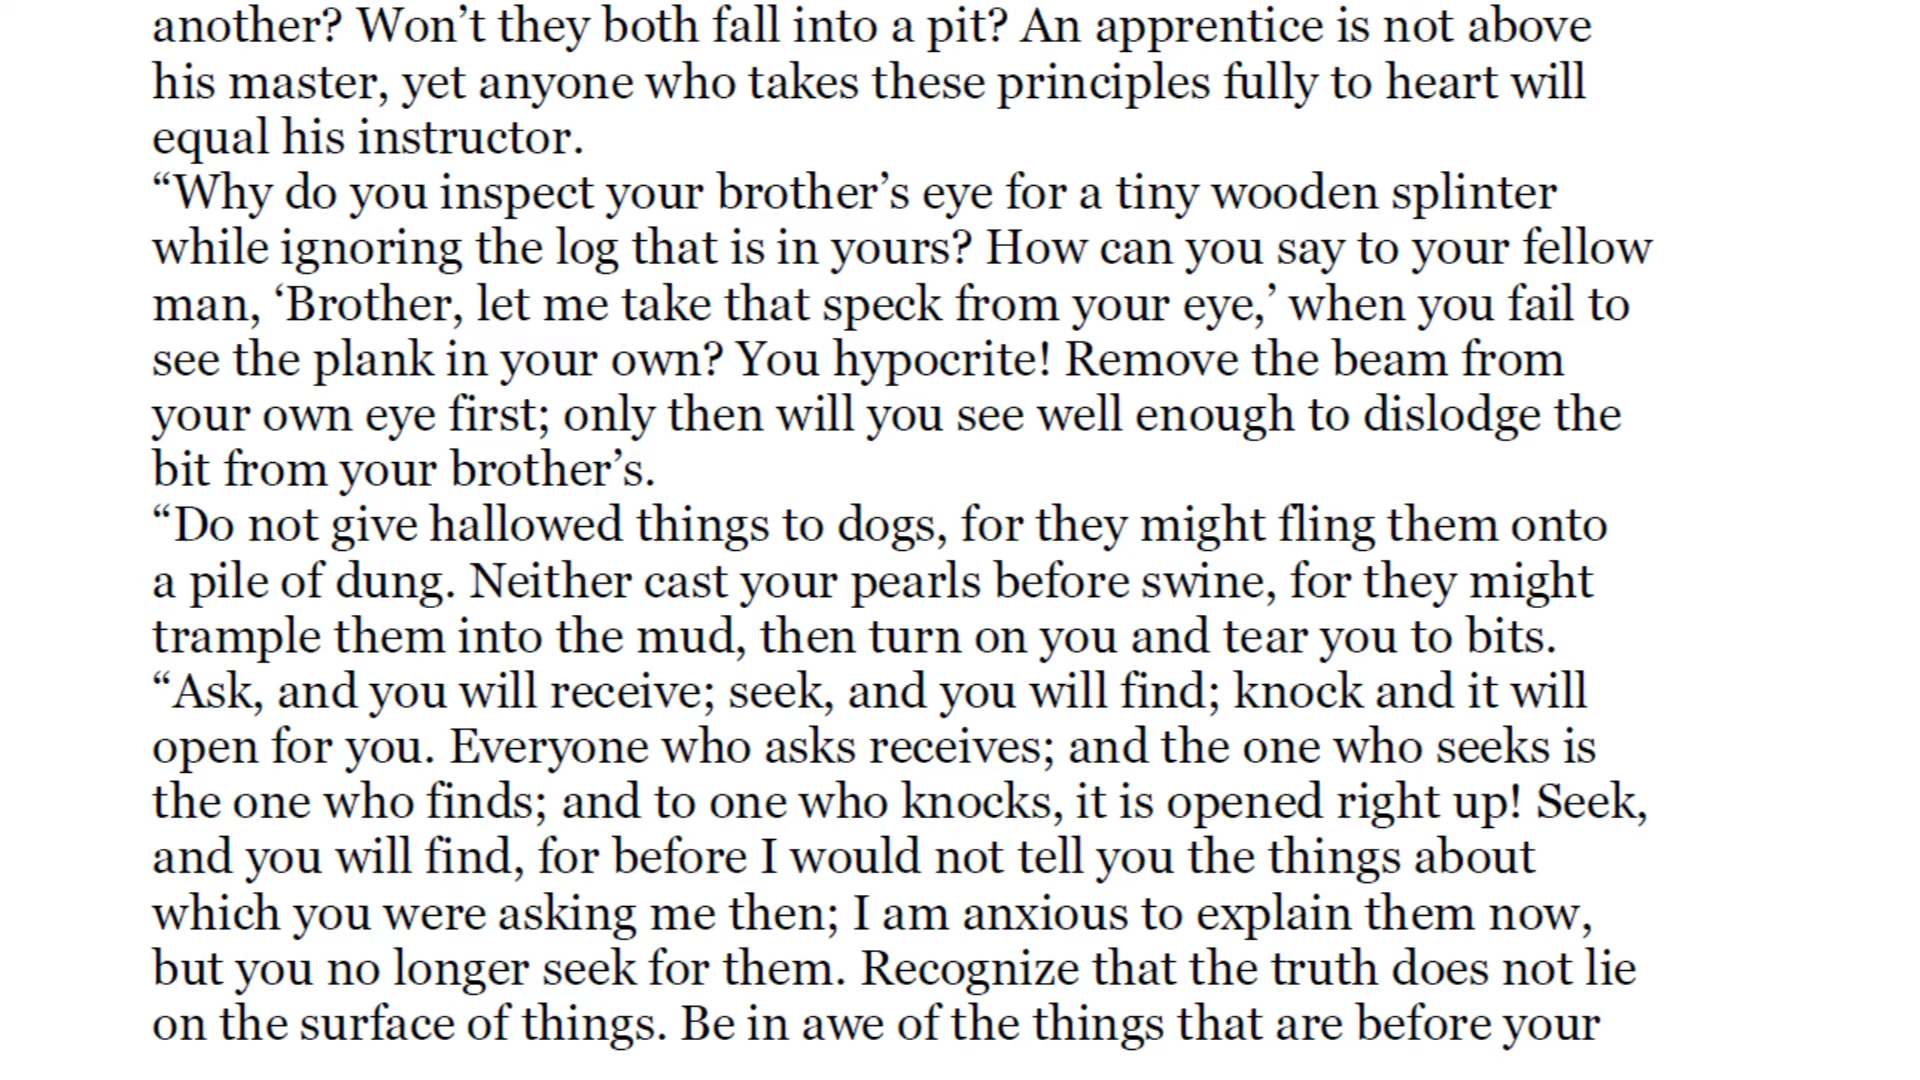 another? Won’t they both fall into a pit? An apprentice is not above
his master, yet anyone who takes these principles fully to heart will
equal his instructor.
“Why do you inspect your brother’s eye for a tiny wooden splinter
while ignoring the log that is in yours? How can you say to your fellow
man, ‘Brother, let me take that speck from your eye,’ when you fail to
see the plank in your own? You hypocrite! Remove the beam from
your own eye first; only then will you see well enough to dislodge the
bit from your brother’s.
“Do not give hallowed things to dogs, for they might fling them onto
a pile of dung. Neither cast your pearls before swine, for they might
trample them into the mud, then turn on you and tear you to bits.
“Ask, and you will receive; seek, and you will find; knock and it will
open for you. Everyone who asks receives; and the one who seeks is
the one who finds; and to one who knocks, it is opened right up! Seek,
and you will find, for before I would not tell you the things about
which you were asking me then; I am anxious to explain them now,
but you no longer seek for them. Recognize that the truth does not lie
on the surface of things. Be in awe of the things that are before your